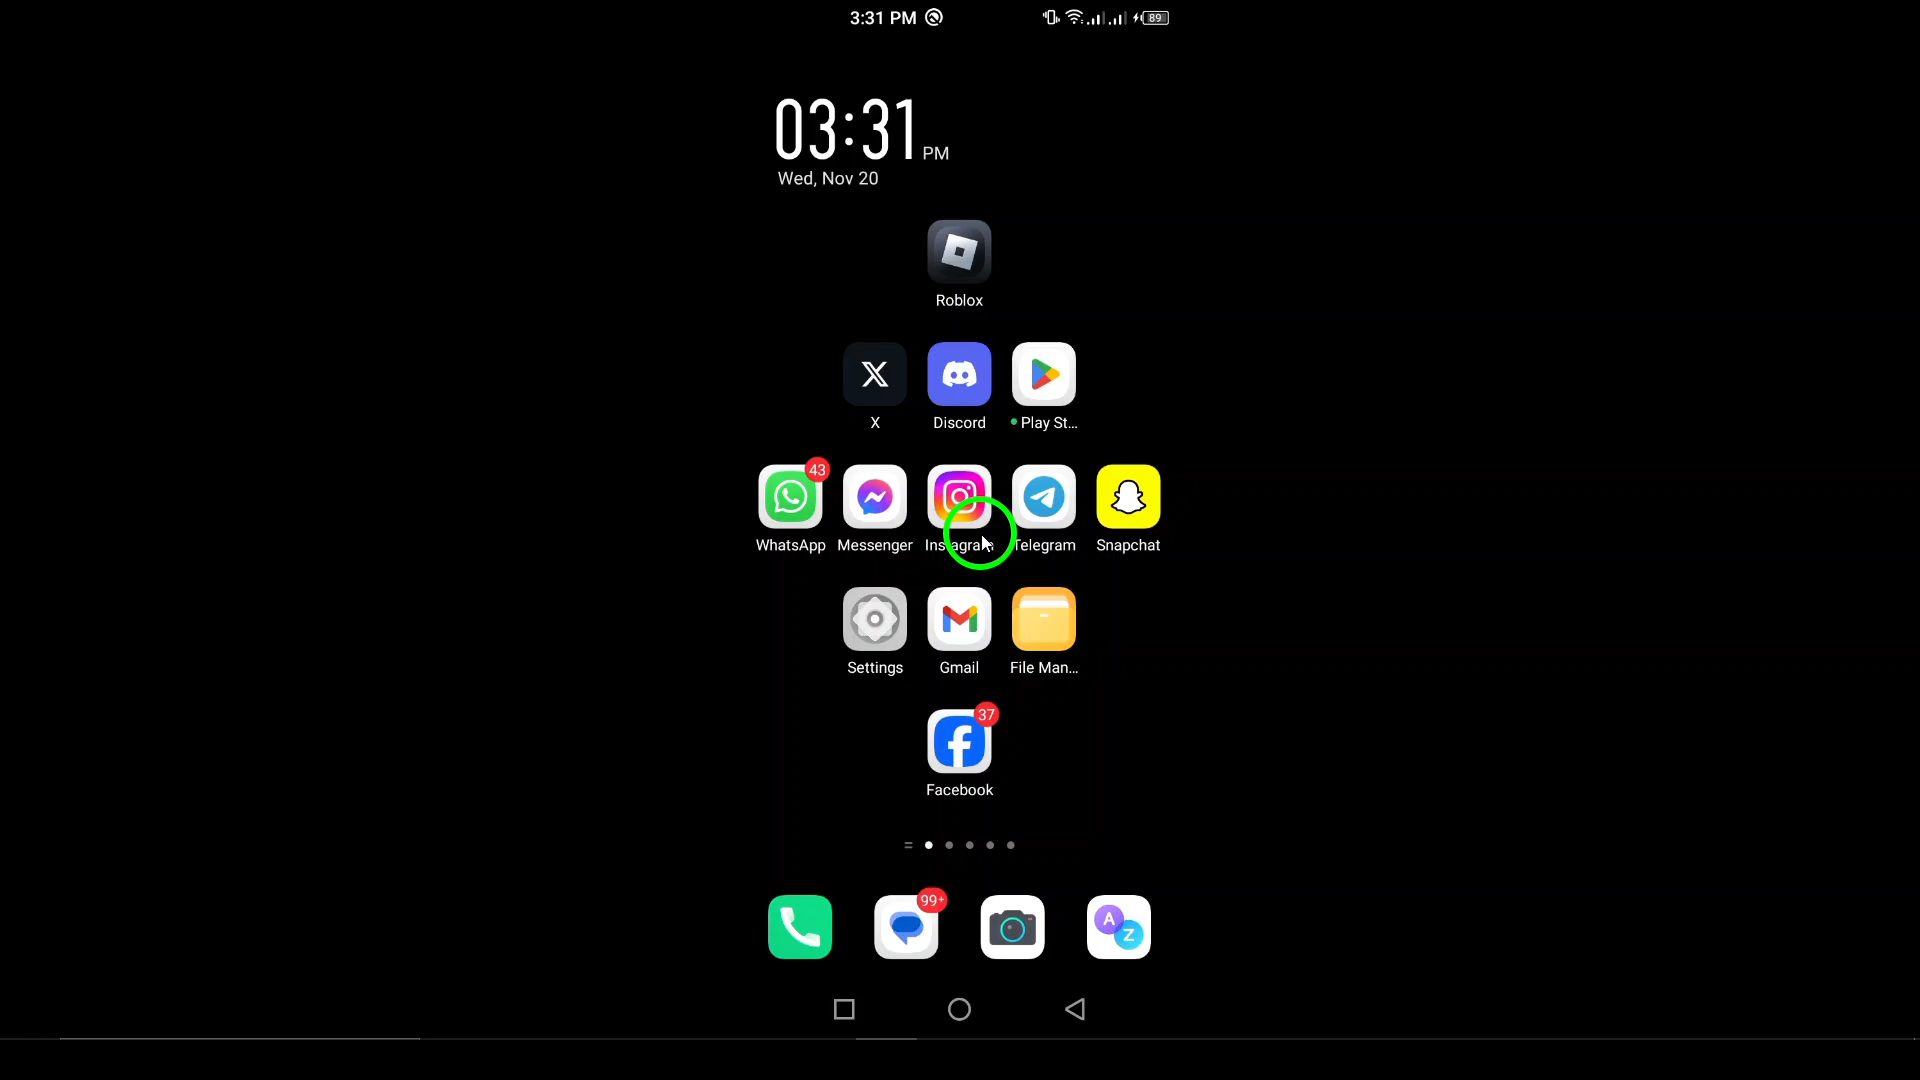 3:31 PM 89
03:31 PM
Wed, Nov 20
Roblox
X Discord Play St...
43
WhatsApp Messenger Instagram Telegram Snapchat
Settings Gmail File Man...
37
Facebook
99+
A Z